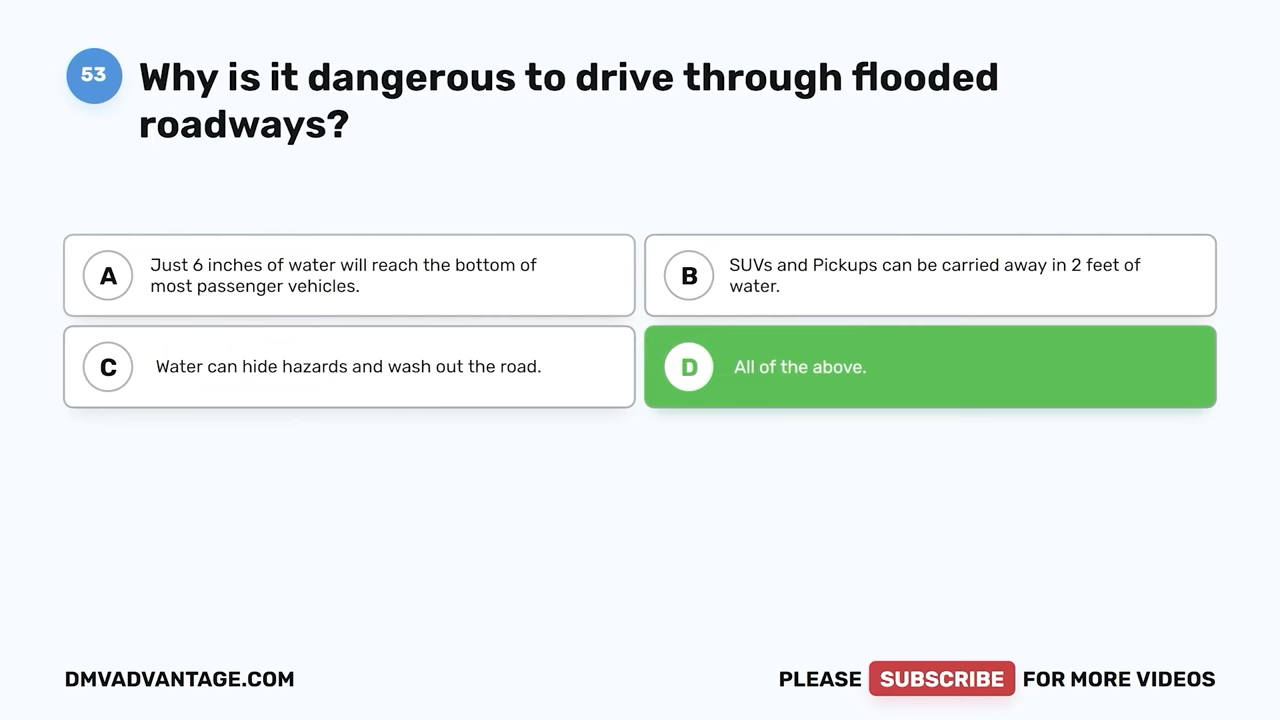 53
Why is it dangerous to drive through flooded
roadways?
A
Just 6 inches of water will reach the bottom of
most passenger vehicles.
B
SUVs and Pickups can be carried away in 2 feet of
water.
C
Water can hide hazards and wash out the road.
D
All of the above.
DMVADVANTAGE.COM
PLEASE SUBSCRIBE FOR MORE VIDEOS